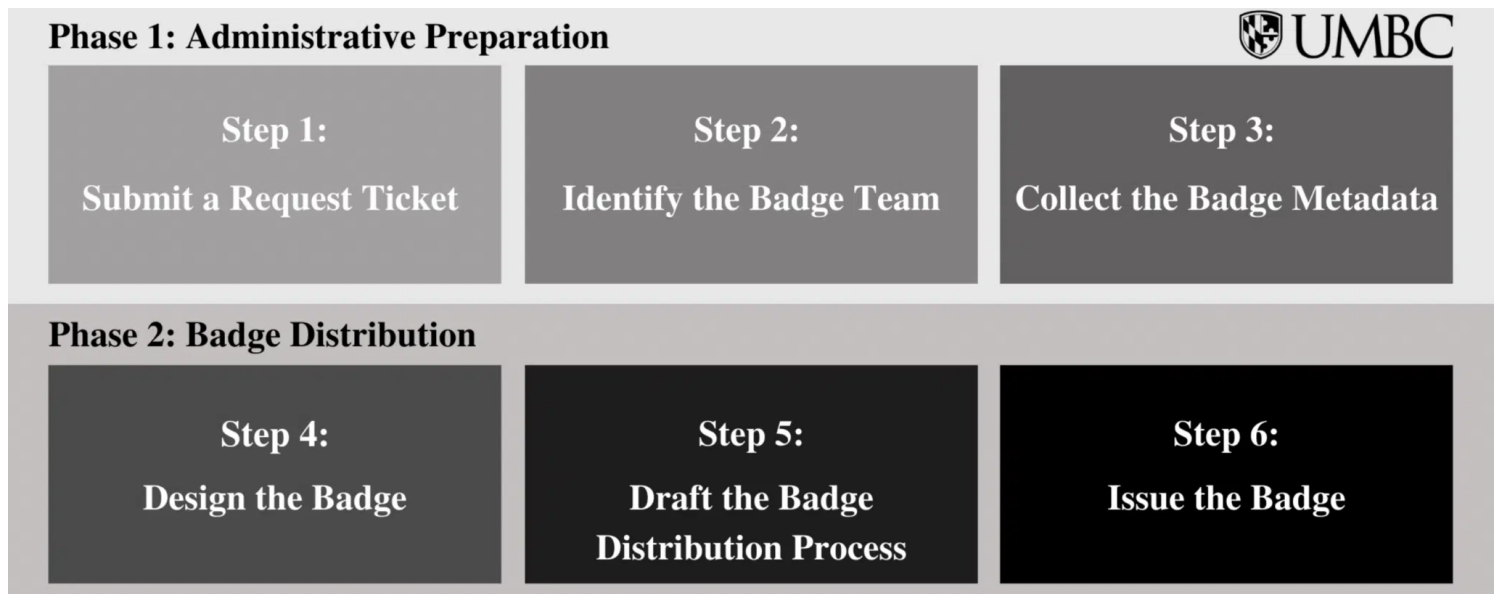 Phase 1: Administrative Preparation
UMBC
Step 1:
Submit a Request Ticket
Step 2:
Identify the Badge Team
Step 3:
Collect the Badge Metadata
Phase 2: Badge Distribution
Step 4:
Design the Badge
Step 5:
Draft the Badge
Distribution Process
Step 6:
Issue the Badge